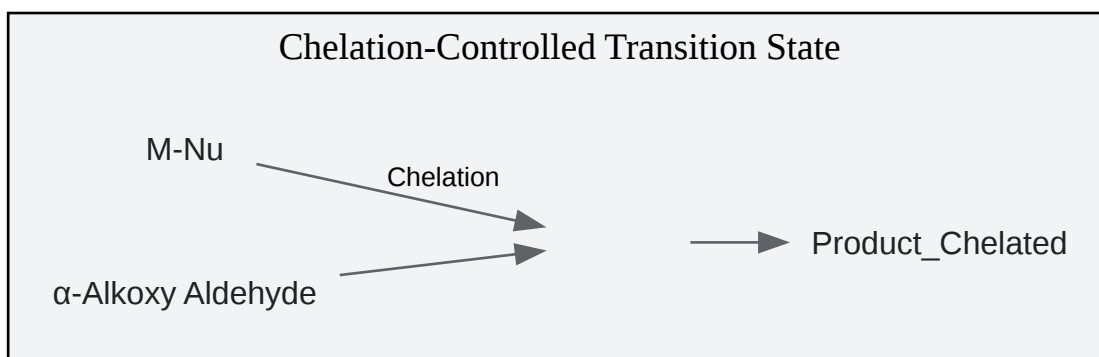 Chelation-Controlled Transition State
M-Nu
Chelation
Product_Chelated
α-Alkoxy Aldehyde